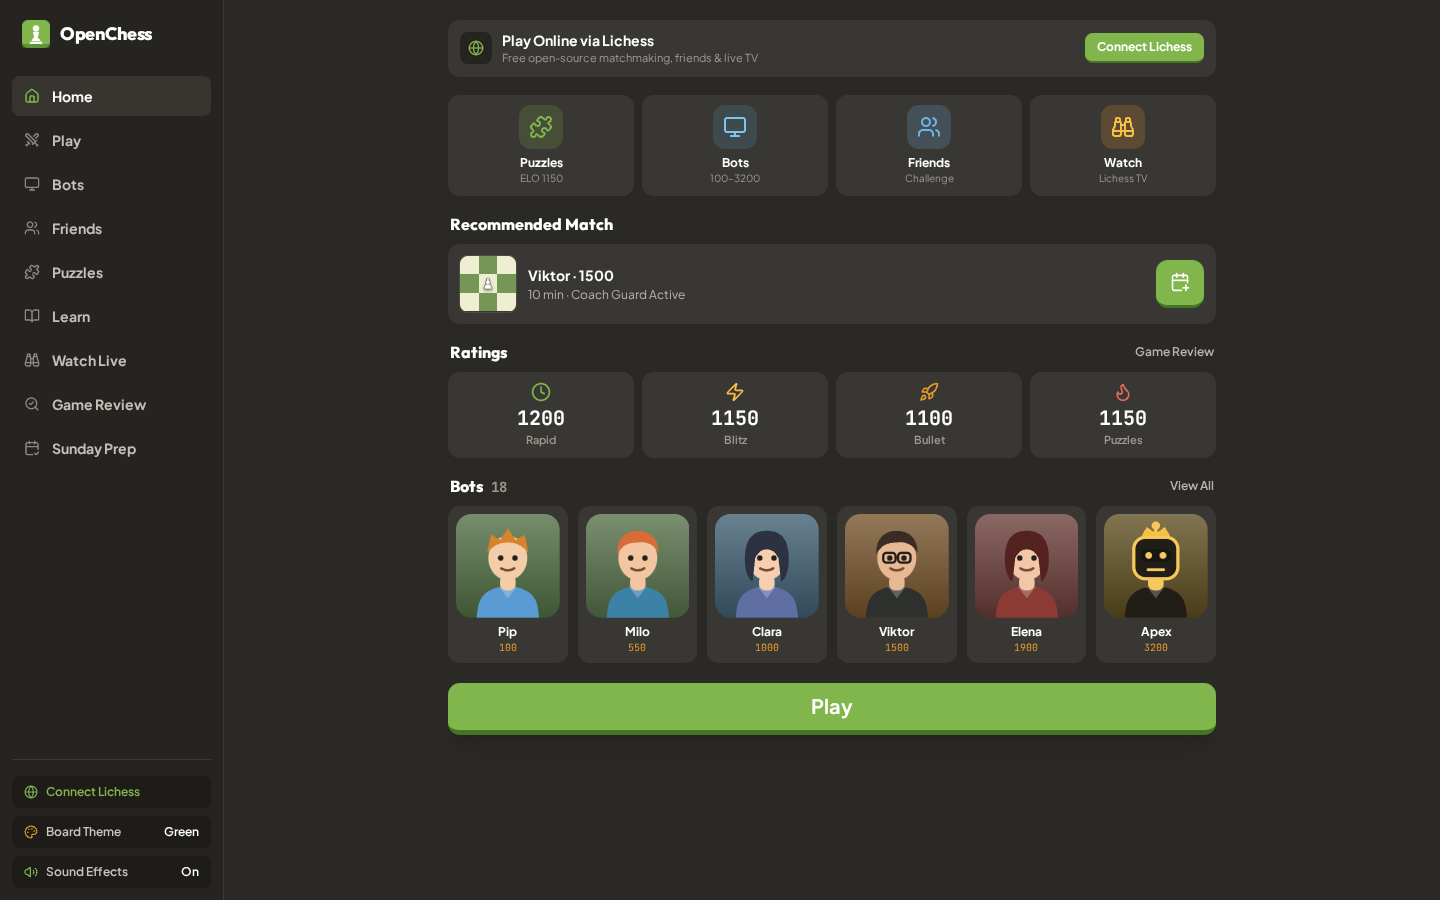 OpenChess
Home
Play
Bots
Friends
Puzzles
Learn
Watch Live
Game Review
Sunday Prep
Connect Lichess
Board Theme Green
Sound Effects On
Play Online via Lichess
Free open-source matchmaking, friends & live TV
Connect Lichess
Puzzles
ELO 1150
Bots
100–3200
Friends
Challenge
Watch
Lichess TV
Recommended Match
Viktor · 1500
10 min · Coach Guard Active
Ratings Game Review
1200
Rapid
1150
Blitz
1100
Bullet
1150
Puzzles
Bots 18 View All
Pip
100
Milo
550
Clara
1000
Viktor
1500
Elena
1900
Apex
3200
Play